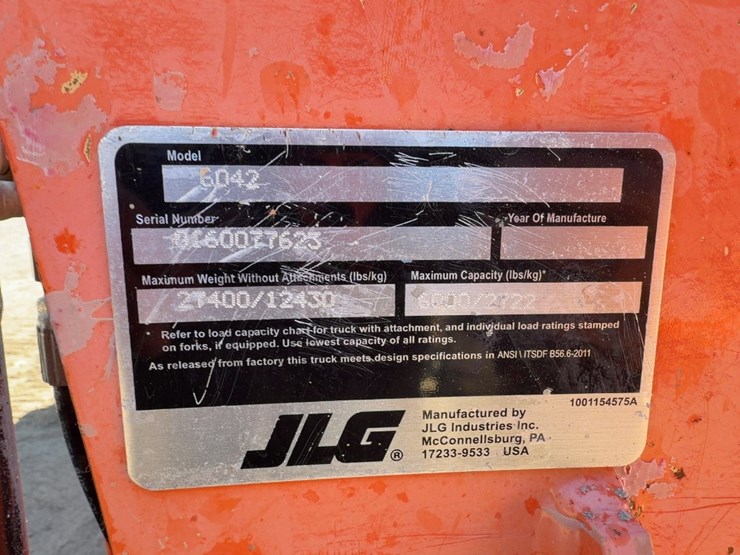 Model
6042
Serial Number
Year Of Manufacture
0160077625
Maximum Weight Without Attachments (lbs/kg)
Maximum Capacity (lbs/kg)*
27400/12430
6000/2722
* Refer to load capacity chart for truck with attachment, and individual load ratings stamped
on forks, if equipped. Use lowest capacity of all ratings.
As released from factory this truck meets design specifications in ANSI \ ITSDF B56.6-2011
1001154575A
JLG®
Manufactured by
JLG Industries Inc.
McConnellsburg, PA
17233-9533 USA